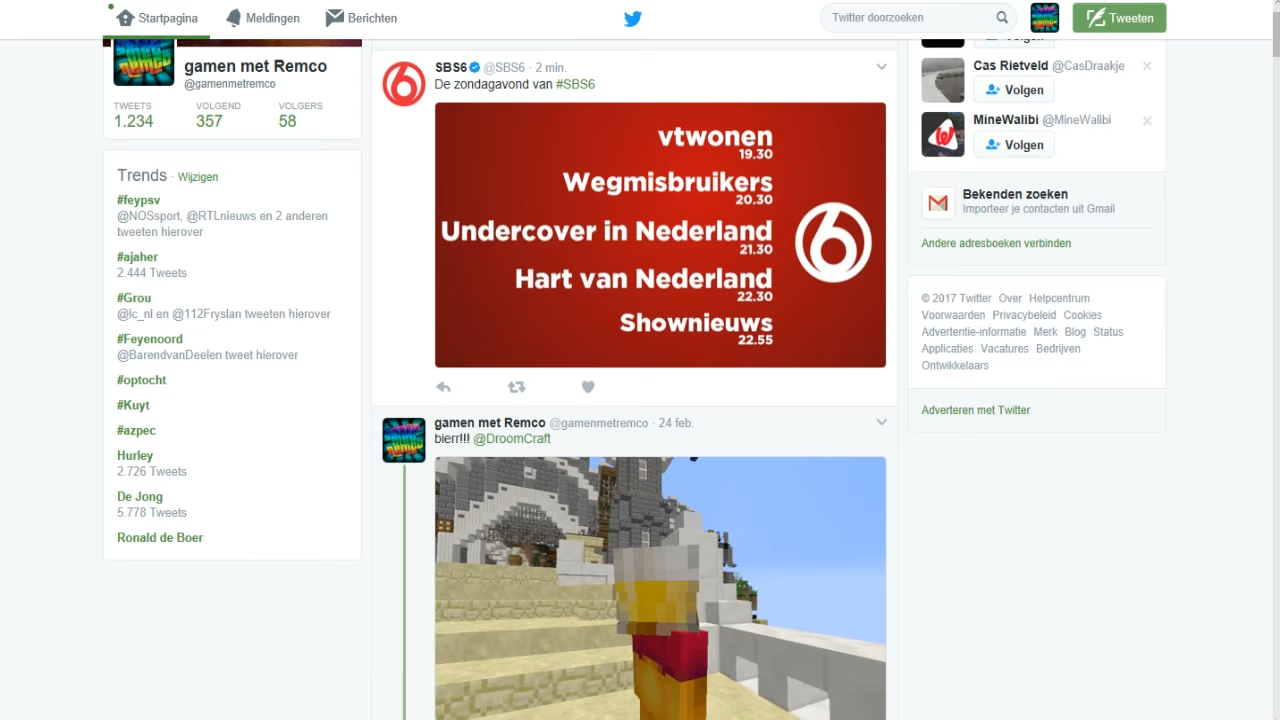 Startpagina
Meldingen
Berichten
Twitter doorzoeken
Tweeten
gamen met Remco
@gamenmetremco
TWEETS VOLGEND VOLGERS
1.234 357 58
Trends · Wijzigen
#feypsv
@NOSsport, @RTLnieuws en 2 anderen
tweeten hierover
#ajaher
2.444 Tweets
#Grou
@lc_nl en @112Fryslan tweeten hierover
#Feyenoord
@BarendvanDeelen tweet hierover
#optocht
#Kuyt
#azpec
Hurley
2.726 Tweets
De Jong
5.778 Tweets
Ronald de Boer
SBS6 @SBS6 · 2 min.
De zondagavond van #SBS6
vtwonen
19.30
Wegmisbruikers
20.30
Undercover in Nederland
21.30
Hart van Nederland
22.30
Shownieuws
22.55
6
gamen met Remco @gamenmetremco · 24 feb.
bierr!!! @DroomCraft
Volgen
Cas Rietveld @CasDraakje
Volgen
MineWalibi @MineWalibi
Volgen
Bekenden zoeken
Importeer je contacten uit Gmail
Andere adresboeken verbinden
© 2017 Twitter Over Helpcentrum
Voorwaarden Privacybeleid Cookies
Advertentie-informatie Merk Blog Status
Applicaties Vacatures Bedrijven
Ontwikkelaars
Adverteren met Twitter